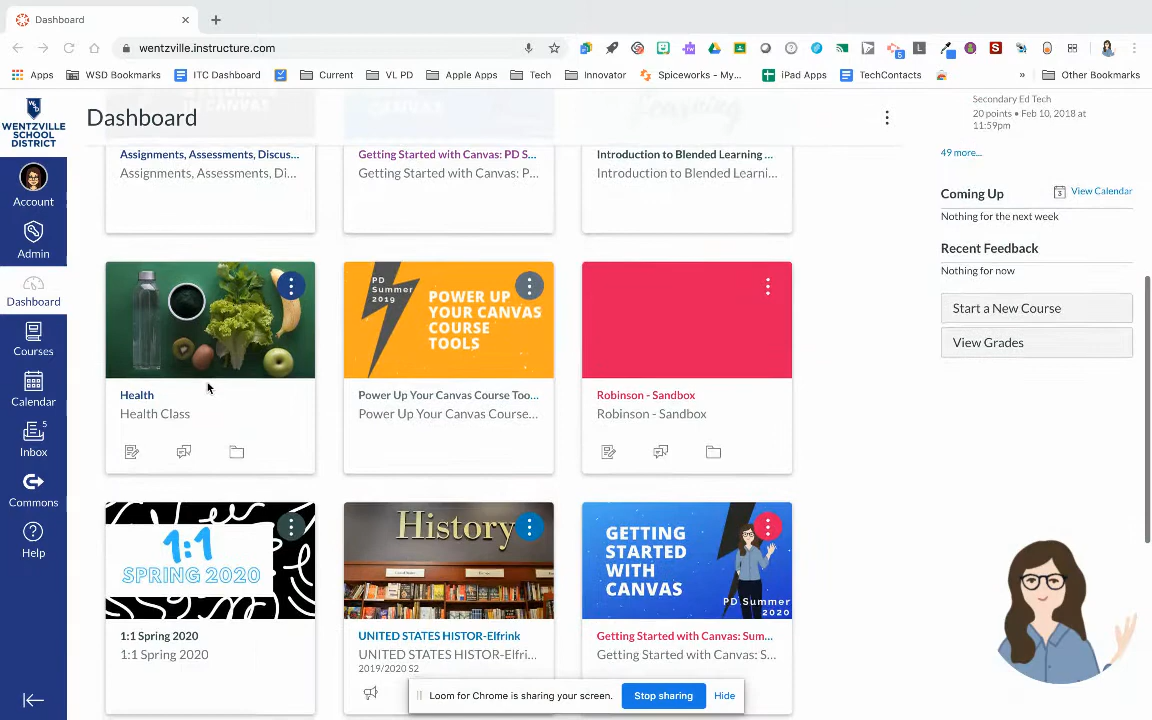 Dashboard
wentzville.instructure.com
5
Apps
WSD Bookmarks
ITC Dashboard
Current
VL PD
Apple Apps
Tech
Innovator
Spiceworks - My...
iPad Apps
TechContacts
»
Other Bookmarks
WENTZVILLE
SCHOOL
DISTRICT
Account
Admin
Dashboard
Courses
Calendar
5
Inbox
Commons
Help
Dashboard
Assignments, Assessments, Discus...
Assignments, Assessments, Di...
Getting Started with Canvas: PD S...
Getting Started with Canvas: P...
Introduction to Blended Learning ...
Introduction to Blended Learni...
Health
Health Class
PD
Summer
2019
POWER UP
YOUR CANVAS
COURSE
TOOLS
Power Up Your Canvas Course Too...
Power Up Your Canvas Course...
Robinson - Sandbox
Robinson - Sandbox
1:1
SPRING 2020
1:1 Spring 2020
1:1 Spring 2020
History
UNITED STATES HISTOR-Elfrink
UNITED STATES HISTOR-Elfri...
2019/2020 S2
GETTING
STARTED
WITH
CANVAS
PD Summer
2020
Getting Started with Canvas: Sum...
Getting Started with Canvas: S...
Secondary Ed Tech
20 points • Feb 10, 2018 at
11:59pm
49 more...
Coming Up
3
View Calendar
Nothing for the next week
Recent Feedback
Nothing for now
Start a New Course
View Grades
Loom for Chrome is sharing your screen.
Stop sharing
Hide